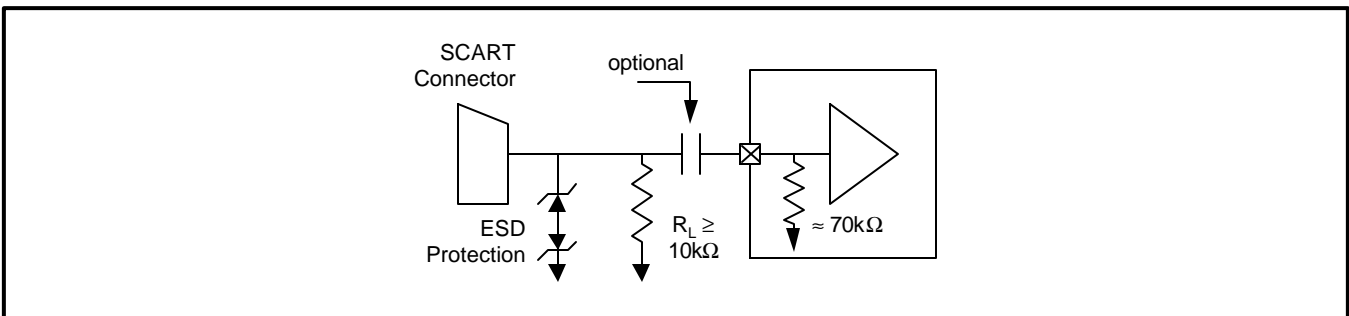 SCART
Connector
optional
ESD
Protection
R_L ≥
10kΩ
≈ 70kΩ